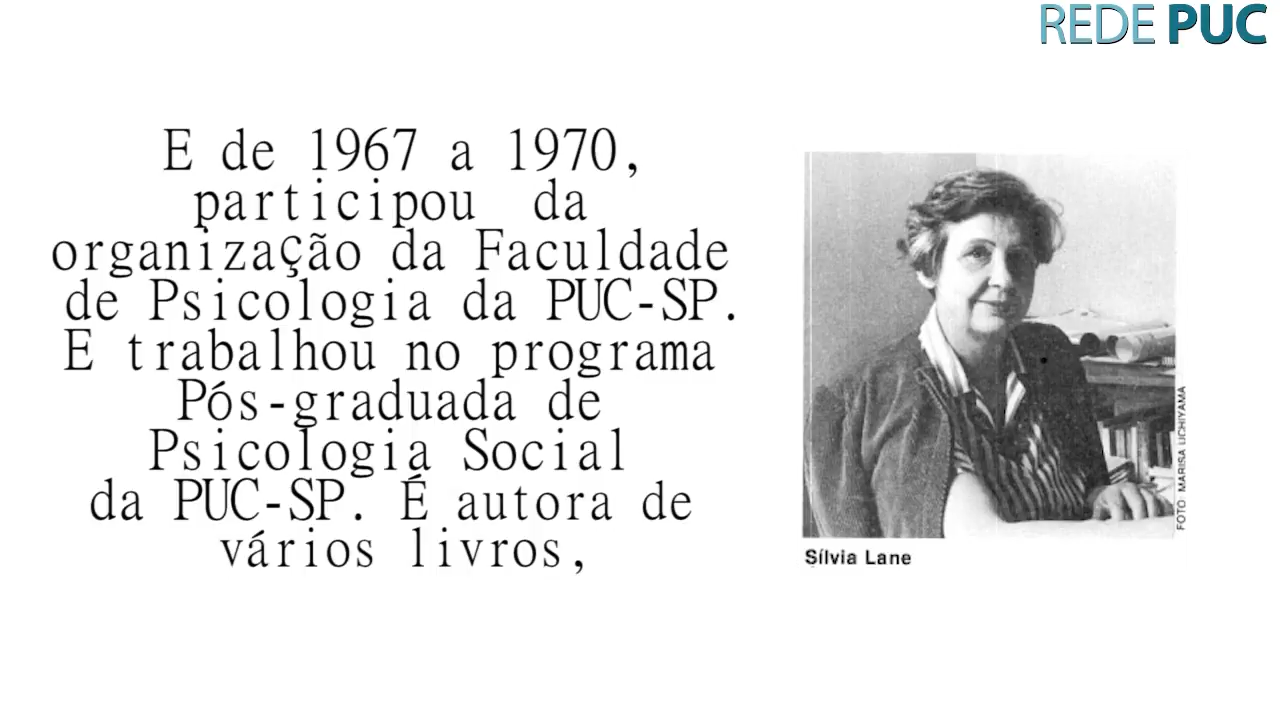 REDE PUC
E de 1967 a 1970,
participou da
organização da Faculdade
de Psicologia da PUC-SP.
E trabalhou no programa
Pós-graduada de
Psicologia Social
da PUC-SP. É autora de
vários livros,
FOTO: MARISA UCHIYAMA
Sílvia Lane